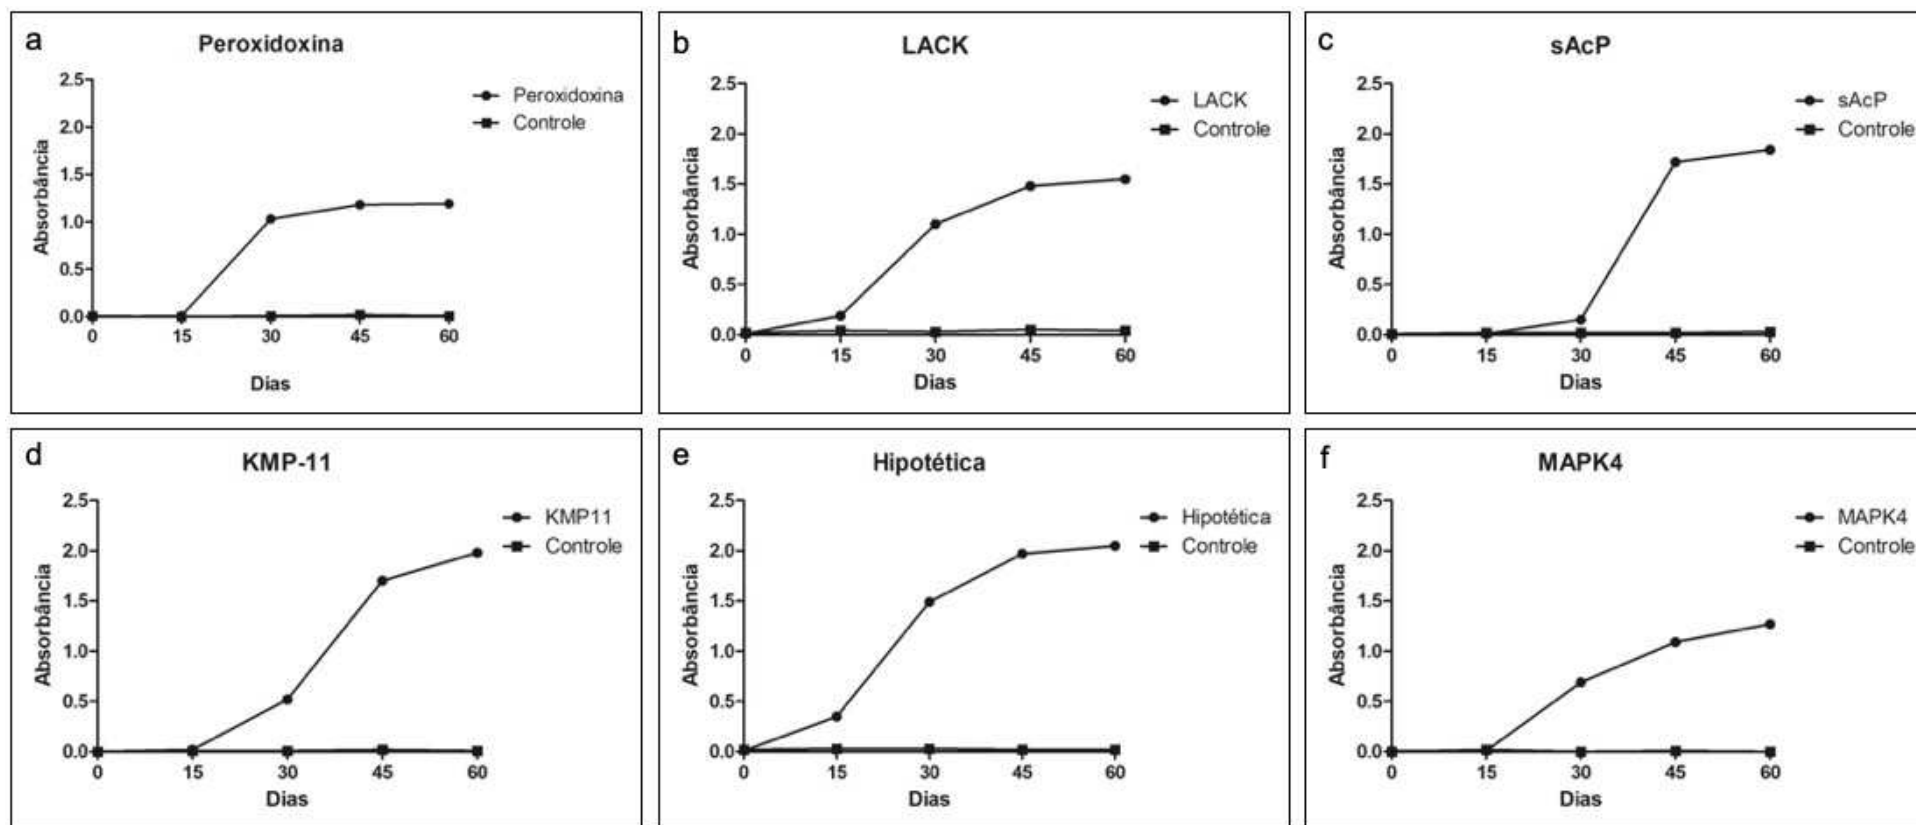 a
Peroxidoxina
2.5
2.0
1.5
1.0
0.5
0.0
Absorbância
0 15 30 45 60
Dias
Peroxidoxina
Controle
b
LACK
2.5
2.0
1.5
1.0
0.5
0.0
Absorbância
0 15 30 45 60
Dias
LACK
Controle
c
sAcP
2.5
2.0
1.5
1.0
0.5
0.0
Absorbância
0 15 30 45 60
Dias
sAcP
Controle
d
KMP-11
2.5
2.0
1.5
1.0
0.5
0.0
Absorbância
0 15 30 45 60
Dias
KMP11
Controle
e
Hipotética
2.5
2.0
1.5
1.0
0.5
0.0
Absorbância
0 15 30 45 60
Dias
Hipotética
Controle
f
MAPK4
2.5
2.0
1.5
1.0
0.5
0.0
Absorbância
0 15 30 45 60
Dias
MAPK4
Controle